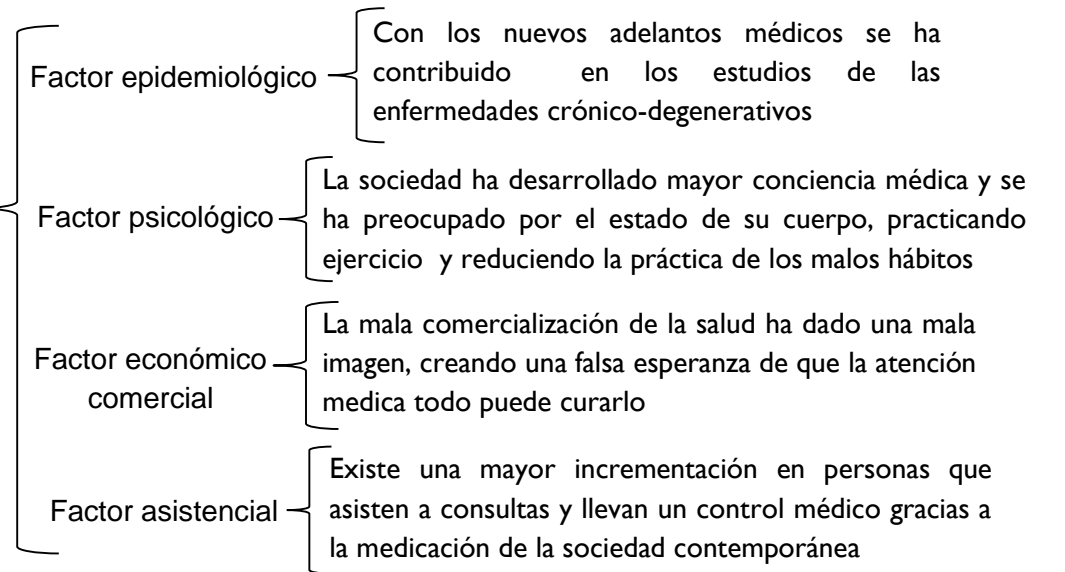 Factor epidemiológico
Con los nuevos adelantos médicos se ha
contribuido en los estudios de las
enfermedades crónico-degenerativos
Factor psicológico
La sociedad ha desarrollado mayor conciencia médica y se
ha preocupado por el estado de su cuerpo, practicando
ejercicio y reduciendo la práctica de los malos hábitos
Factor económico
comercial
La mala comercialización de la salud ha dado una mala
imagen, creando una falsa esperanza de que la atención
medica todo puede curarlo
Factor asistencial
Existe una mayor incrementación en personas que
asisten a consultas y llevan un control médico gracias a
la medicación de la sociedad contemporánea